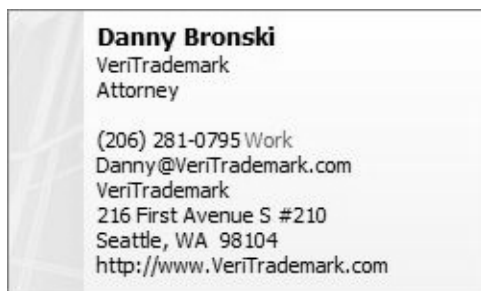 Danny Bronski
VeriTrademark
Attorney
(206) 281-0795 Work
Danny@VeriTrademark.com
VeriTrademark
216 First Avenue S #210
Seattle, WA  98104
http://www.VeriTrademark.com